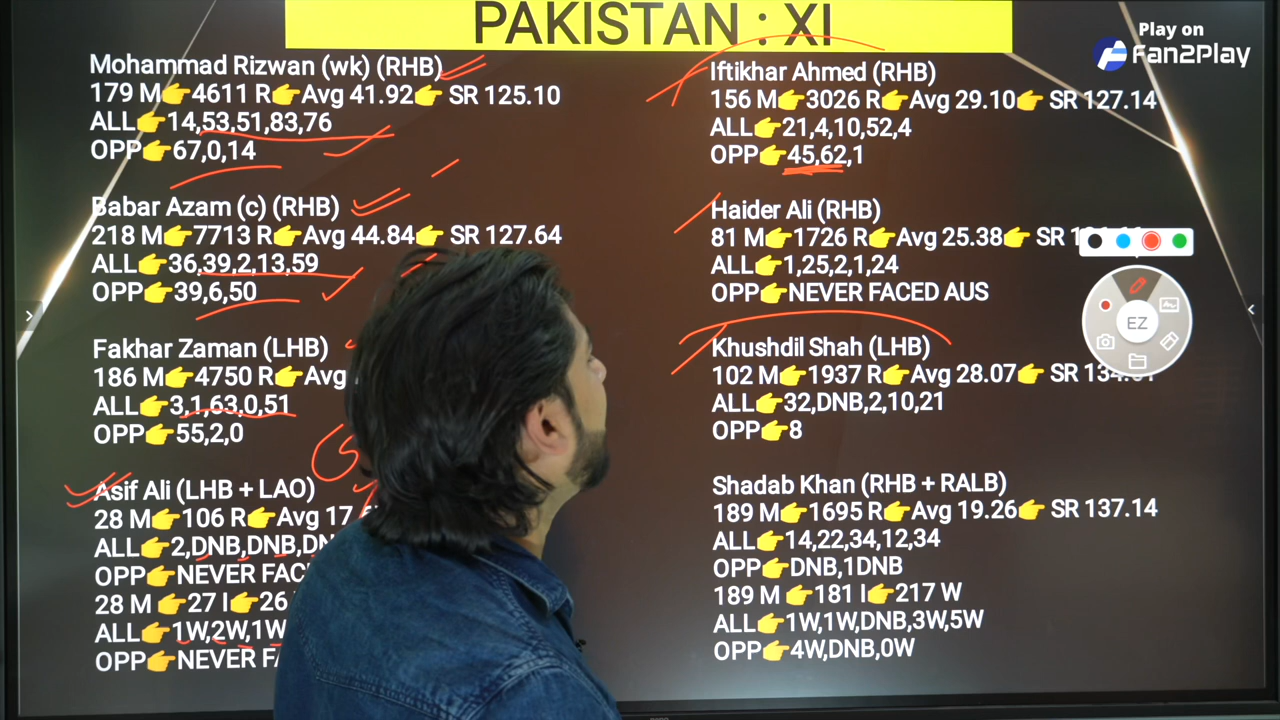 PAKISTAN : XI
Play on
Fan2Play
Mohammad Rizwan (wk) (RHB)
179 M👉4611 R👉Avg 41.92👉 SR 125.10
ALL👉14,53,51,83,76
OPP👉67,0,14
Babar Azam (c) (RHB)
218 M👉7713 R👉Avg 44.84👉 SR 127.64
ALL👉36,39,2,13,59
OPP👉39,6,50
Fakhar Zaman (LHB)
186 M👉4750 R👉Avg
ALL👉3,1,63,0,51
OPP👉55,2,0
Asif Ali (LHB + LAO)
28 M👉106 R👉Avg 17
ALL👉2,DNB,DNB,DN
OPP👉NEVER FAC
28 M 👉27 I👉26
ALL👉1W,2W,1W
OPP👉NEVER FA
Iftikhar Ahmed (RHB)
156 M👉3026 R👉Avg 29.10👉 SR 127.14
ALL👉21,4,10,52,4
OPP👉45,62,1
Haider Ali (RHB)
81 M👉1726 R👉Avg 25.38👉 SR
ALL👉1,25,2,1,24
OPP👉NEVER FACED AUS
Khushdil Shah (LHB)
102 M👉1937 R👉Avg 28.07👉 SR 134.
ALL👉32,DNB,2,10,21
OPP👉8
Shadab Khan (RHB + RALB)
189 M👉1695 R👉Avg 19.26👉 SR 137.14
ALL👉14,22,34,12,34
OPP👉DNB,1DNB
189 M 👉181 I👉217 W
ALL👉1W,1W,DNB,3W,5W
OPP👉4W,DNB,0W
EZ